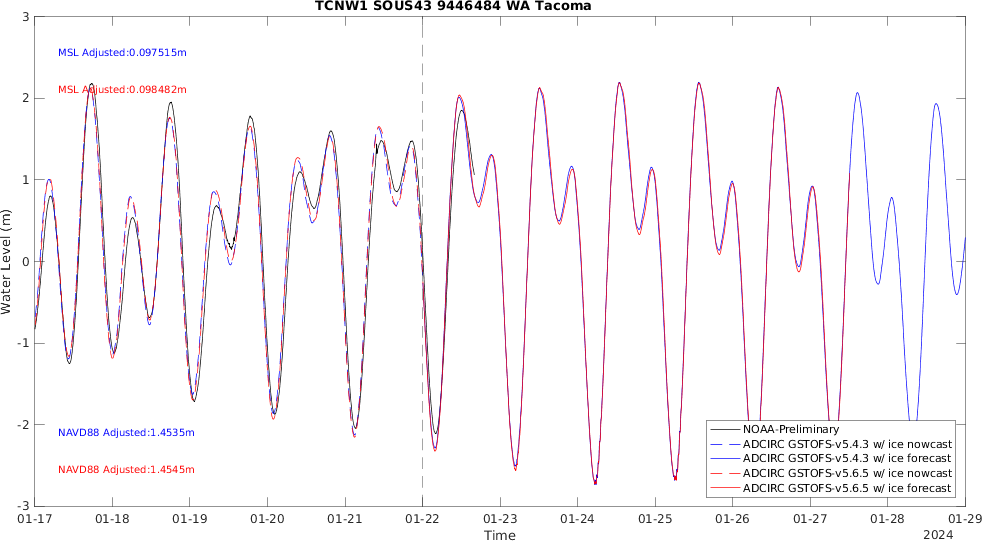 TCNW1 SOUS43 9446484 WA Tacoma
3
2
1
0
-1
-2
-3
Water Level (m)
MSL Adjusted:0.097515m
MSL Adjusted:0.098482m
NAVD88 Adjusted:1.4535m
NAVD88 Adjusted:1.4545m
NOAA-Preliminary
ADCIRC GSTOFS-v5.4.3 w/ ice nowcast
ADCIRC GSTOFS-v5.4.3 w/ ice forecast
ADCIRC GSTOFS-v5.6.5 w/ ice nowcast
ADCIRC GSTOFS-v5.6.5 w/ ice forecast
01-17 01-18 01-19 01-20 01-21 01-22 01-23 01-24 01-25 01-26 01-27 01-28 01-29
Time
2024